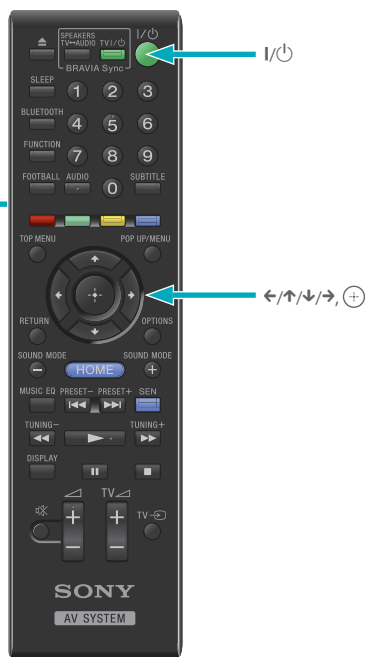 SPEAKERS
TV↔AUDIO TV I/⏻ I/⏻
BRAVIA Sync
I/⏻
SLEEP
1 2 3
BLUETOOTH
4 5 6
FUNCTION
7 8 9
FOOTBALL AUDIO 0 SUBTITLE
TOP MENU POP UP/MENU
←/↑/↓/→, ⊕
RETURN OPTIONS
SOUND MODE SOUND MODE
− HOME +
MUSIC EQ PRESET− PRESET+ SEN
TUNING− TUNING+
DISPLAY
TV
+ + TV
− −
SONY
AV SYSTEM